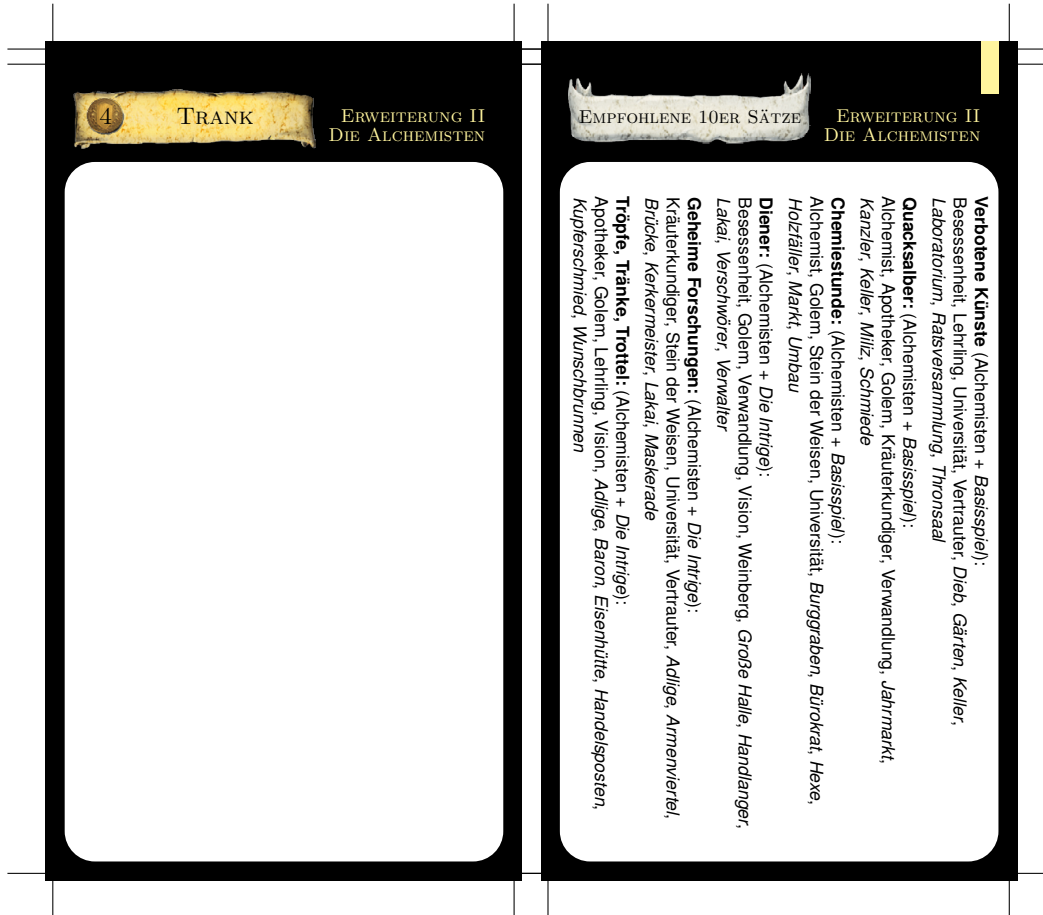 4
TRANK
ERWEITERUNG II
DIE ALCHEMISTEN
EMPFOHLENE 10ER SÄTZE
ERWEITERUNG II
DIE ALCHEMISTEN
Verbotene Künste (Alchemisten + Basisspiel):
Besessenheit, Lehrling, Universität, Vertrauter, Dieb, Gärten, Keller,
Laboratorium, Ratsversammlung, Thronsaal
Quacksalber: (Alchemisten + Basisspiel):
Alchemist, Apotheker, Golem, Kräuterkundiger, Verwandlung, Jahrmarkt,
Kanzler, Keller, Miliz, Schmiede
Chemiestunde: (Alchemisten + Basisspiel):
Alchemist, Golem, Stein der Weisen, Universität, Burggraben, Bürokrat, Hexe,
Holzfäller, Markt, Umbau
Diener: (Alchemisten + Die Intrige):
Besessenheit, Golem, Verwandlung, Vision, Weinberg, Große Halle, Handlanger,
Lakai, Verschwörer, Verwalter
Geheime Forschungen: (Alchemisten + Die Intrige):
Kräuterkundiger, Stein der Weisen, Universität, Vertrauter, Adlige, Armenviertel,
Brücke, Kerkermeister, Lakai, Maskerade
Tröpfe, Tränke, Trottel: (Alchemisten + Die Intrige):
Apotheker, Golem, Lehrling, Vision, Adlige, Baron, Eisenhütte, Handelsposten,
Kupferschmied, Wunschbrunnen